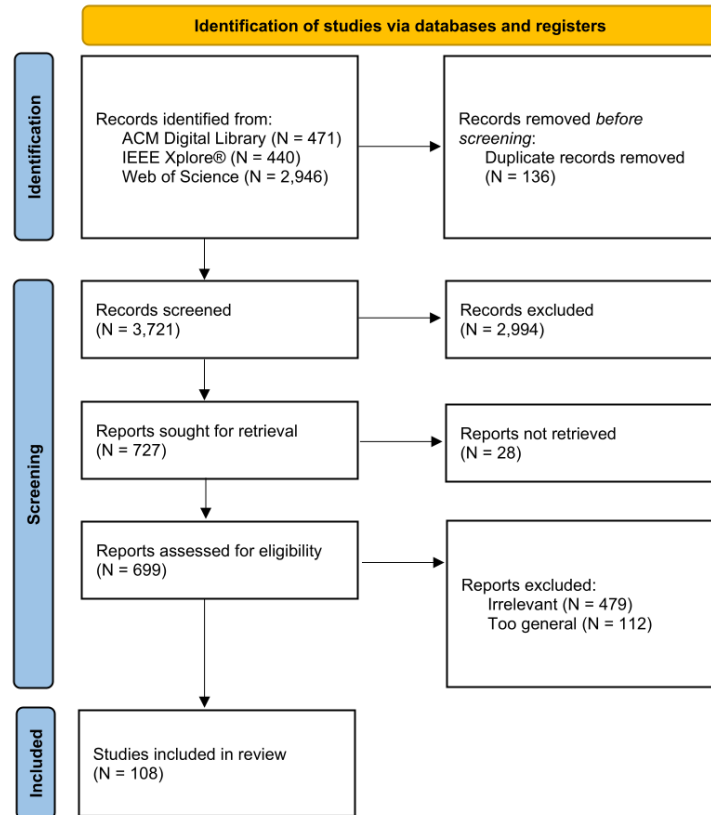 Identification of studies via databases and registers
Identification
Records identified from:
ACM Digital Library (N = 471)
IEEE Xplore® (N = 440)
Web of Science (N = 2,946)
Records removed before
screening:
Duplicate records removed
(N = 136)
Screening
Records screened
(N = 3,721)
Records excluded
(N = 2,994)
Reports sought for retrieval
(N = 727)
Reports not retrieved
(N = 28)
Reports assessed for eligibility
(N = 699)
Reports excluded:
Irrelevant (N = 479)
Too general (N = 112)
Included
Studies included in review
(N = 108)